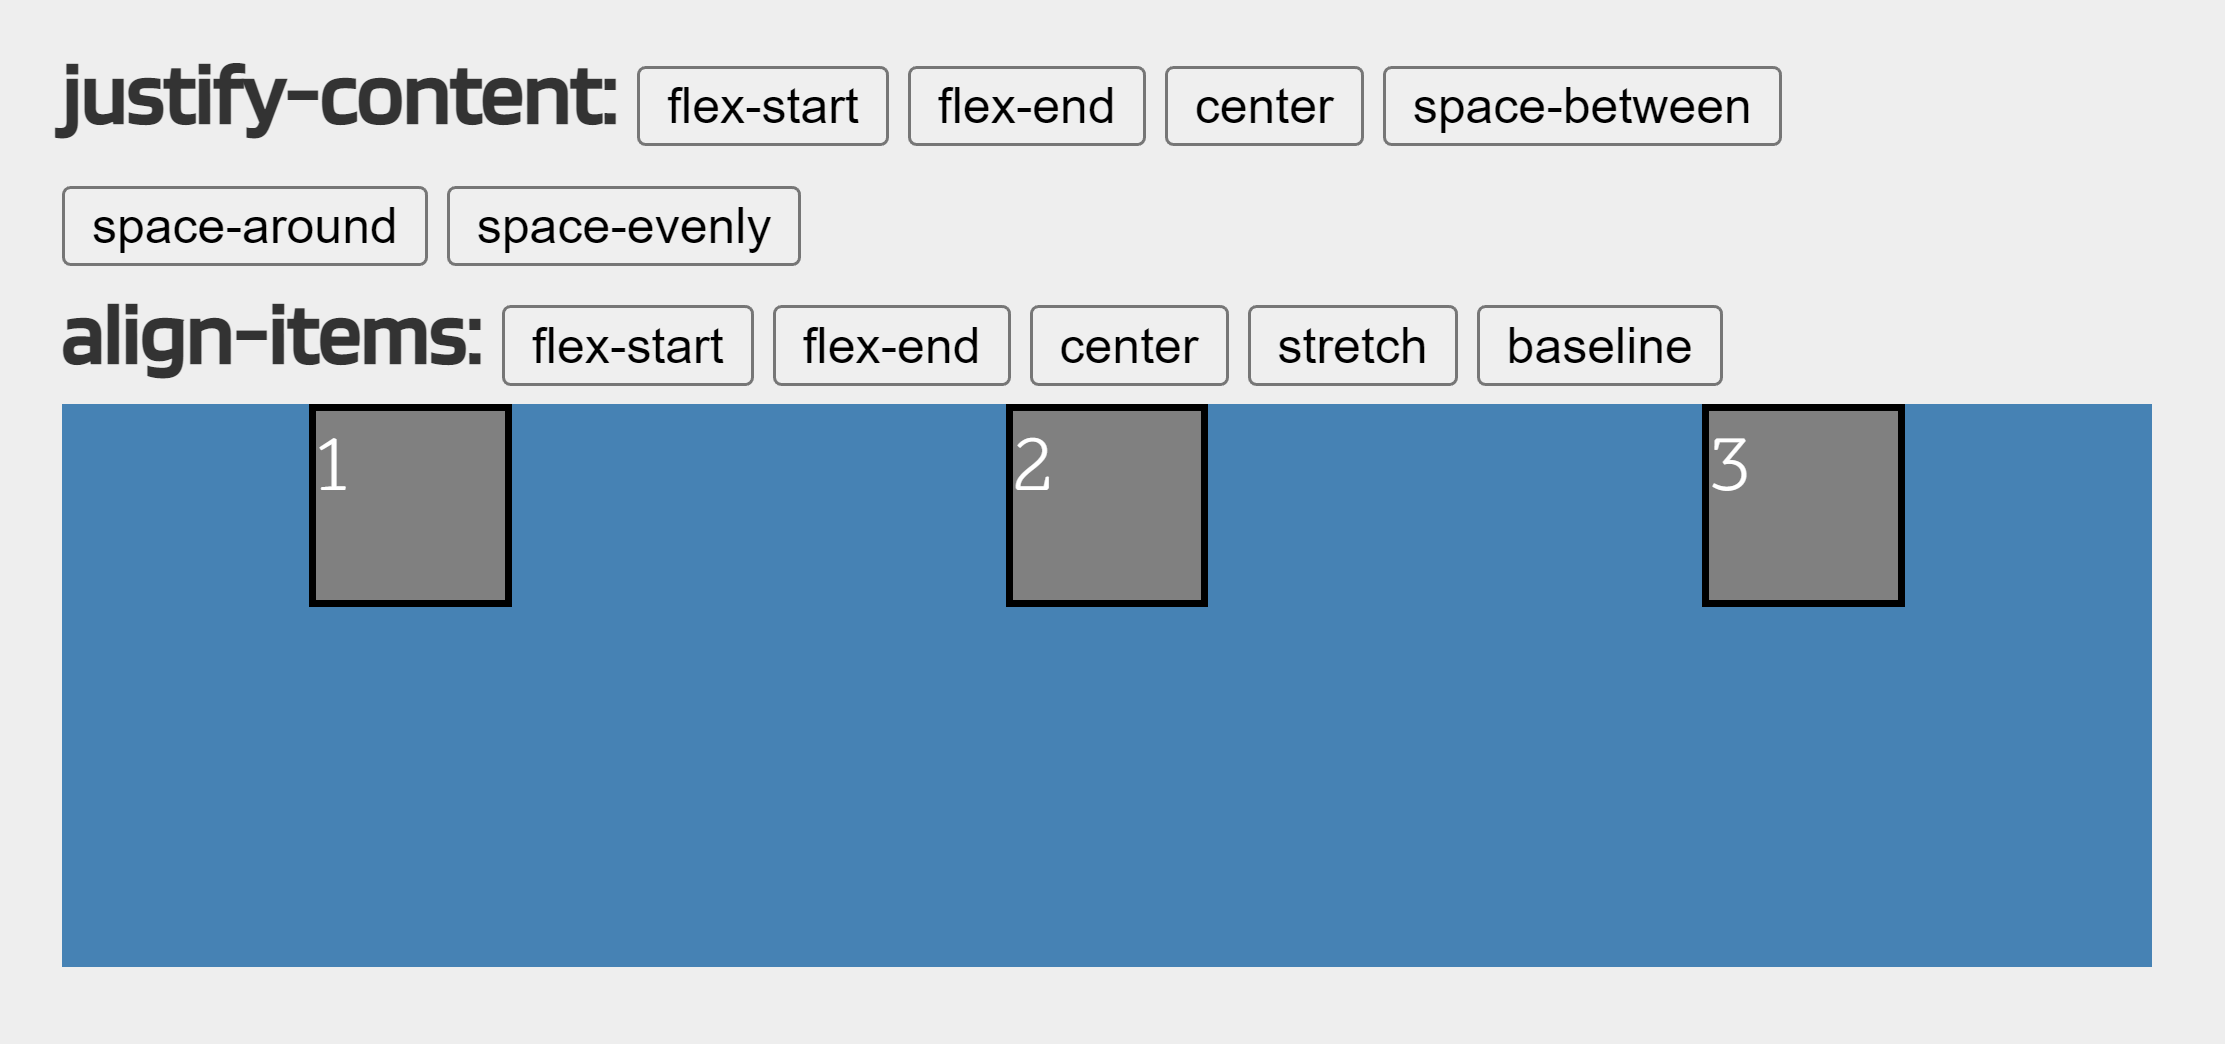 justify-content: flex-start flex-end center space-between
space-around space-evenly
align-items: flex-start flex-end center stretch baseline
1 2 3